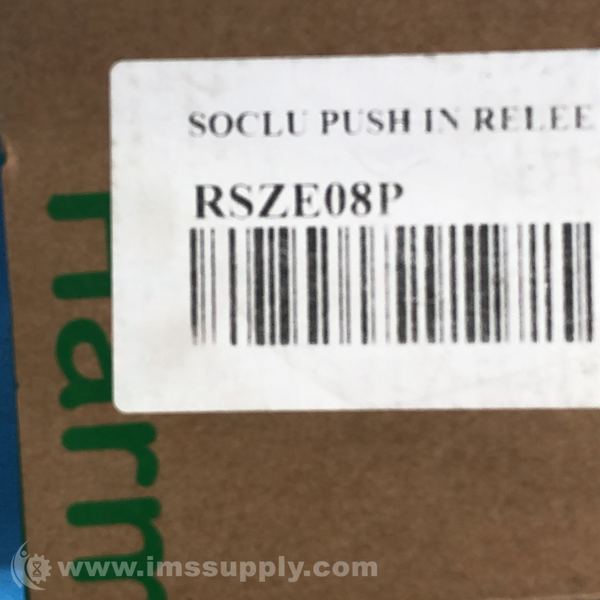 SOCLU PUSH IN RELEE
RSZE08P
Harm
www.imssupply.com